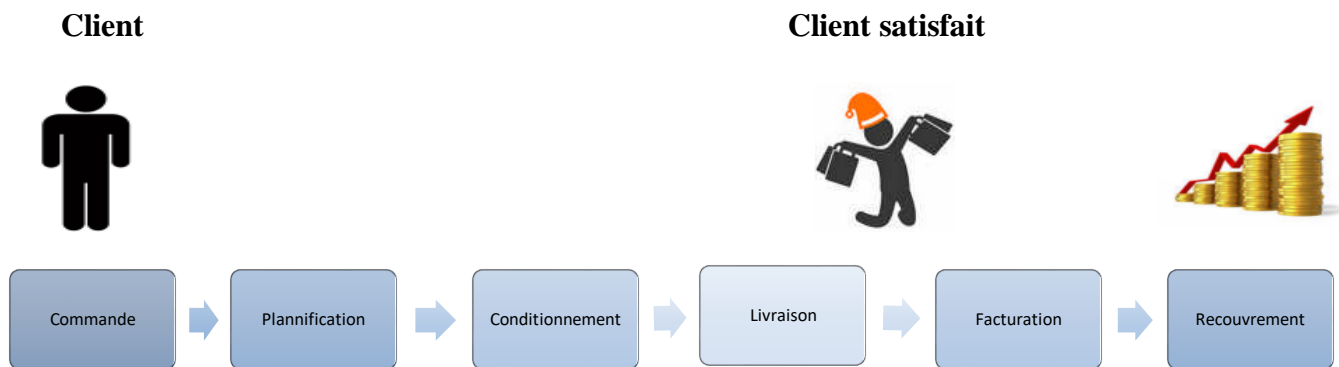 Client
Client satisfait
Commande
Plannification
Conditionnement
Livraison
Facturation
Recouvrement